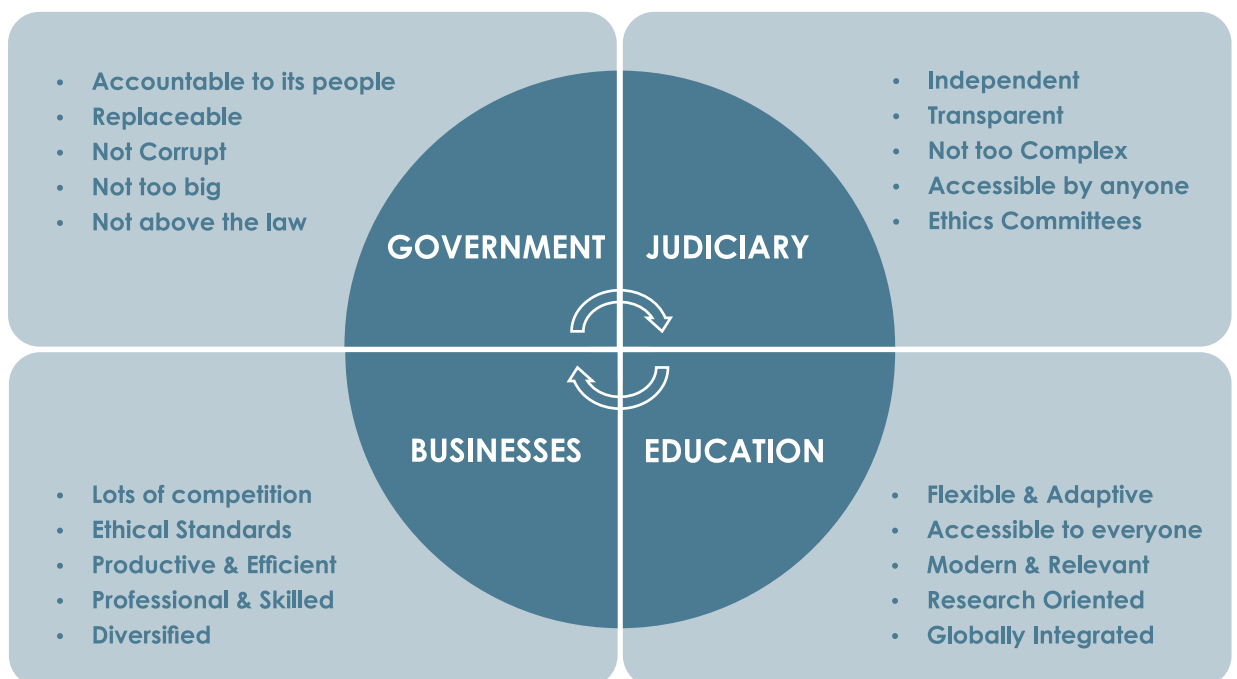 • Accountable to its people
• Replaceable
• Not Corrupt
• Not too big
• Not above the law
GOVERNMENT
• Independent
• Transparent
• Not too Complex
• Accessible by anyone
• Ethics Committees
JUDICIARY
BUSINESSES
• Lots of competition
• Ethical Standards
• Productive & Efficient
• Professional & Skilled
• Diversified
EDUCATION
• Flexible & Adaptive
• Accessible to everyone
• Modern & Relevant
• Research Oriented
• Globally Integrated